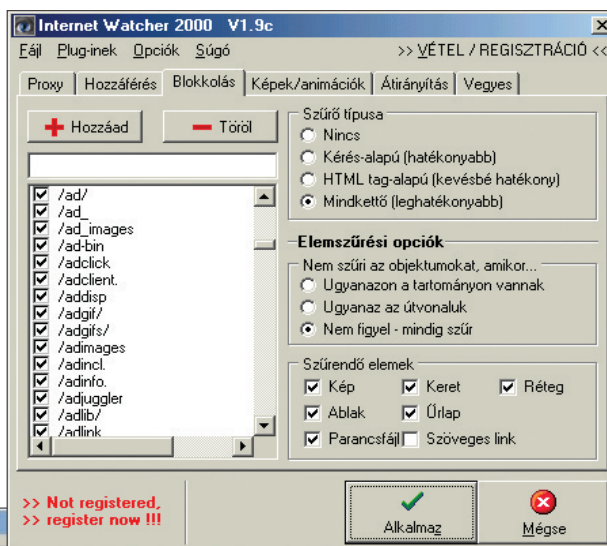 Internet Watcher 2000 V1.9c
Fájl Plug-inek Opciók Súgó >> VÉTEL / REGISZTRÁCIÓ <<
Proxy Hozzáférés Blokkolás Képek/animációk Átirányítás Vegyes
Hozzáad Töröl
/ad/
/ad_
/ad_images
/ad-bin
/adclick
/adclient.
/addisp
/adgif/
/adgifs/
/adimages
/adincl.
/adinfo.
/adjuggler
/adlib/
/adlink
Szűrő típusa
Nincs
Kérés-alapú (hatékonyabb)
HTML tag-alapú (kevésbé hatékony)
Mindkettő (leghatékonyabb)
Elemszűrési opciók
Nem szűri az objektumokat, amikor...
Ugyanazon a tartományon vannak
Ugyanaz az útvonaluk
Nem figyel - mindig szűr
Szűrendő elemek
Kép Keret Réteg
Ablak Űrlap
Parancsfájl Szöveges link
>> Not registered,
>> register now !!!
Alkalmaz Mégse